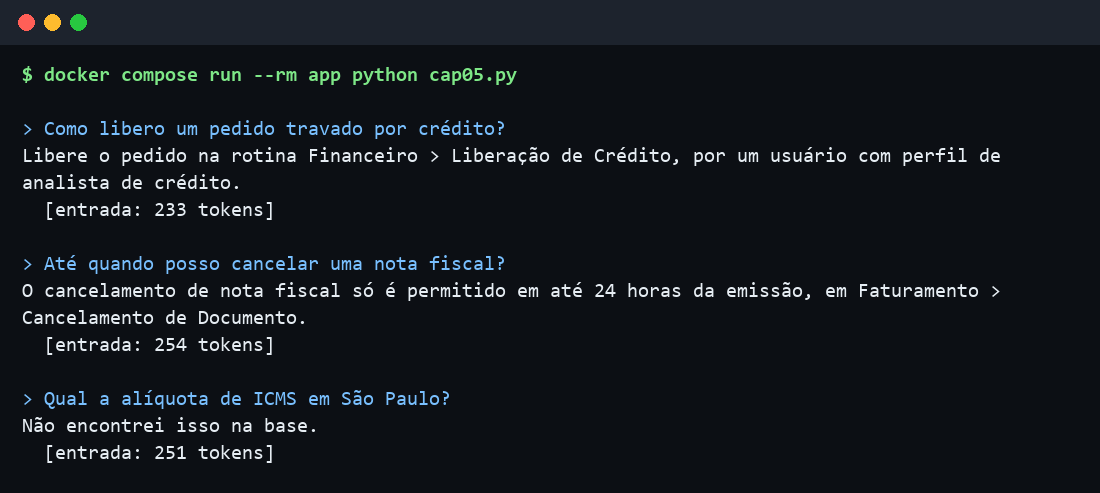 $ docker compose run --rm app python cap05.py
> Como libero um pedido travado por crédito?
Libere o pedido na rotina Financeiro > Liberação de Crédito, por um usuário com perfil de
analista de crédito.
[entrada: 233 tokens]
> Até quando posso cancelar uma nota fiscal?
O cancelamento de nota fiscal só é permitido em até 24 horas da emissão, em Faturamento >
Cancelamento de Documento.
[entrada: 254 tokens]
> Qual a alíquota de ICMS em São Paulo?
Não encontrei isso na base.
[entrada: 251 tokens]